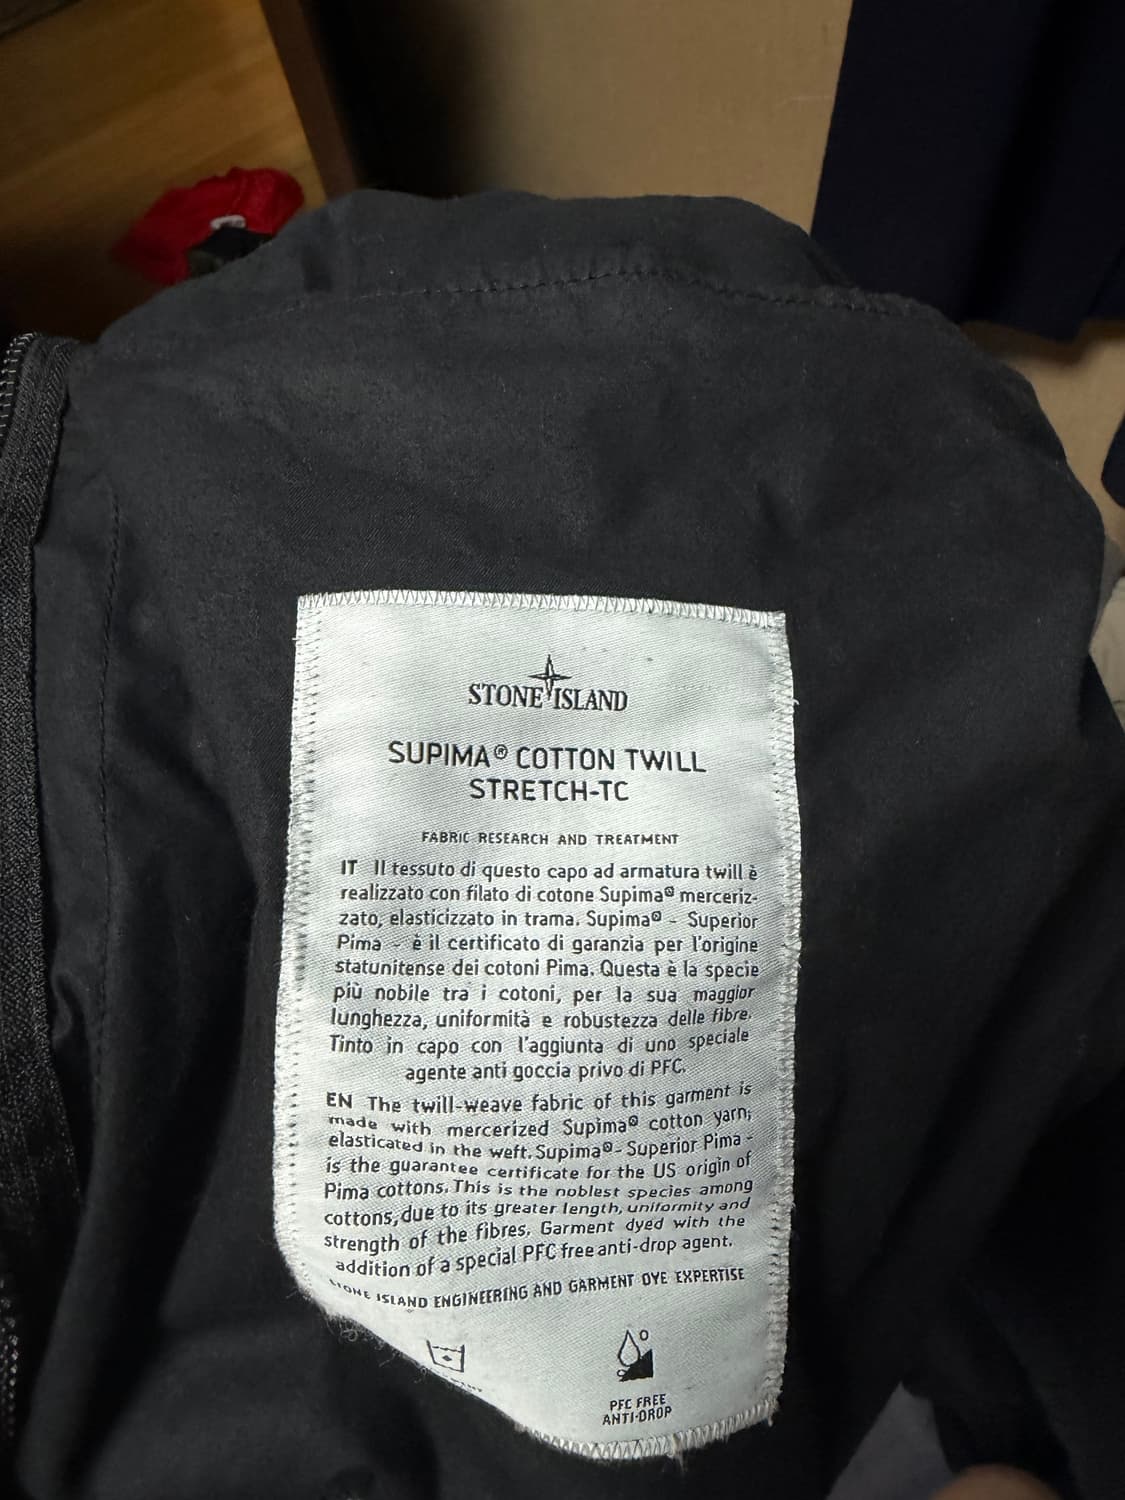 STONE ISLAND
SUPIMA® COTTON TWILL
STRETCH-TC
FABRIC RESEARCH AND TREATMENT
IT Il tessuto di questo capo ad armatura twill è
realizzato con filato di cotone Supima® merceriz-
zato, elasticizzato in trama. Supima® - Superior
Pima - è il certificato di garanzia per l'origine
statunitense dei cotoni Pima. Questa è la specie
più nobile tra i cotoni, per la sua maggior
lunghezza, uniformità e robustezza delle fibre.
Tinto in capo con l'aggiunta di uno speciale
agente anti goccia privo di PFC.
EN The twill-weave fabric of this garment is
made with mercerized Supima® cotton yarn,
elasticated in the weft. Supima® - Superior Pima -
is the guarantee certificate for the US origin of
Pima cottons. This is the noblest species among
cottons, due to its greater length, uniformity and
strength of the fibres. Garment dyed with the
addition of a special PFC free anti-drop agent.
STONE ISLAND ENGINEERING AND GARMENT DYE EXPERTISE
PFC FREE
ANTI-DROP